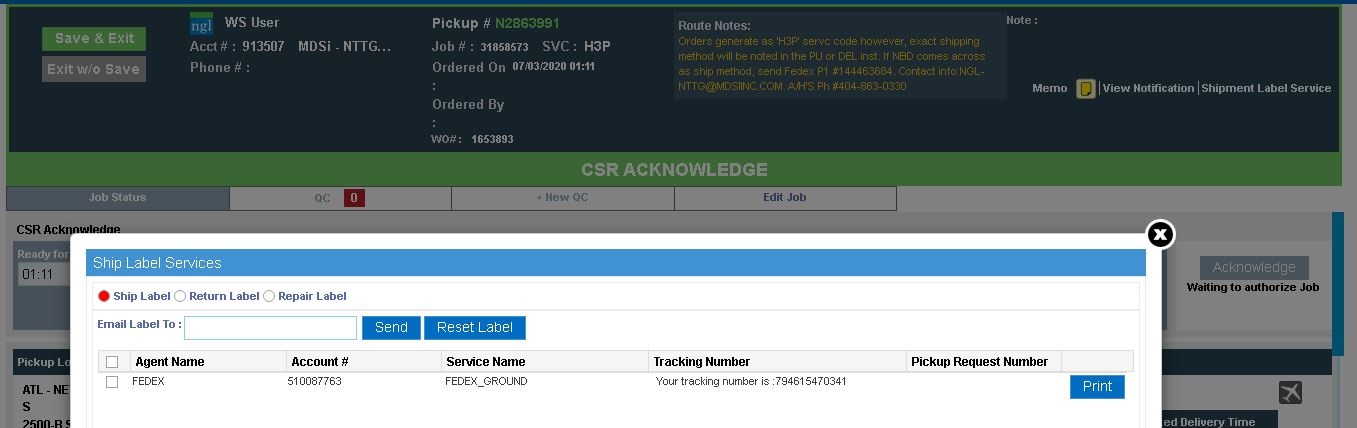 Save & Exit
Exit w/o Save
ngl
WS User
Acct # : 913507 MDSi - NTTG...
Phone # :
Pickup # N2863991
Job # : 31858573 SVC : H3P
Ordered On 07/03/2020 01:11
:
Ordered By
:
WO# : 1653893
Route Notes:
Orders generate as 'H3P' servc code however, exact shipping
method will be noted in the PU or DEL inst. If NBD comes across
as ship method, send Fedex P1 #144463684. Contact info:NGL-
NTTG@MDSIINC.COM. A/H'S Ph #404-863-0330
Note :
Memo |View Notification|Shipment Label Service
CSR ACKNOWLEDGE
Job Status
QC 0
+ New QC
Edit Job
CSR Acknowledge
Ready for
01:11
Acknowledge
Waiting to authorize Job
x
Ship Label Services
Ship Label Return Label Repair Label
Email Label To : Send Reset Label
Agent Name Account # Service Name Tracking Number Pickup Request Number
FEDEX 510087763 FEDEX_GROUND Your tracking number is :794615470341 Print
Pickup Lo
ATL - NE
S
2500-B S
ed Delivery Time